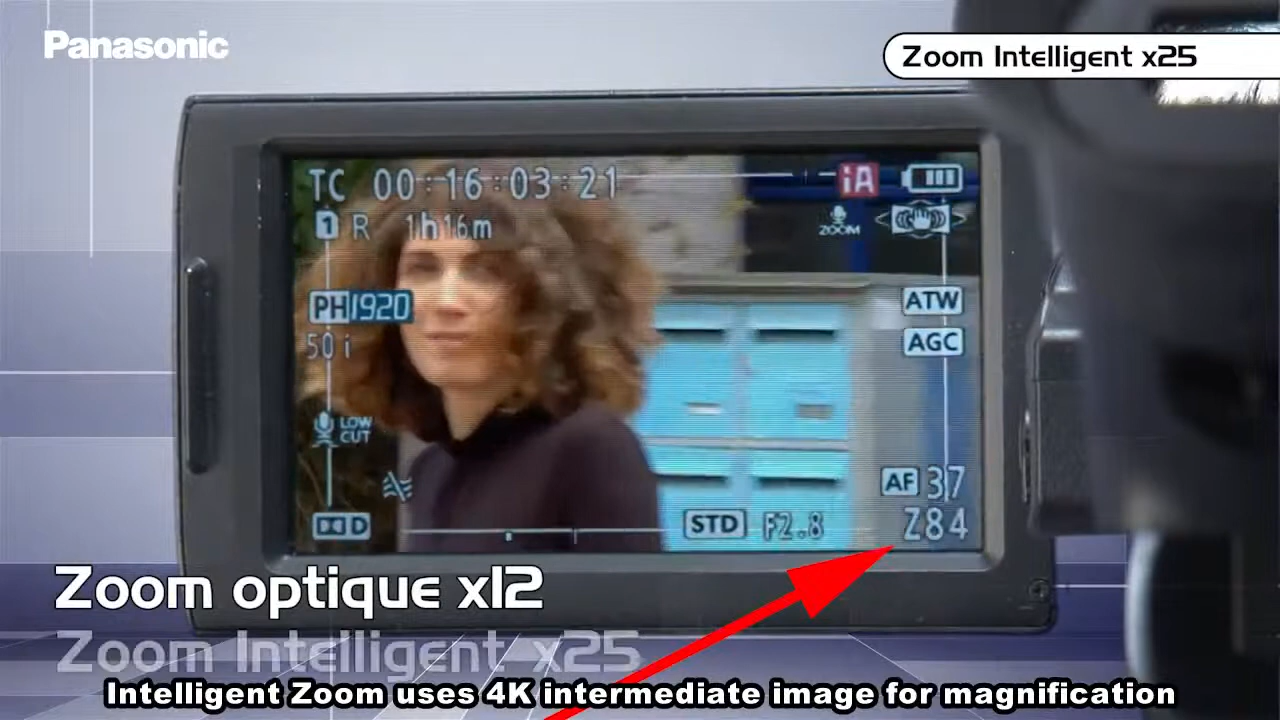 Panasonic
Zoom Intelligent x25
TC 00:16:03:21
iA
1 R 1h16m
ZOOM
PH 1920
50i
ATW
AGC
LOW
CUT
AF 37
Z84
D
STD F2.8
Zoom optique x12
Zoom Intelligent x25
Intelligent Zoom uses 4K intermediate image for magnification